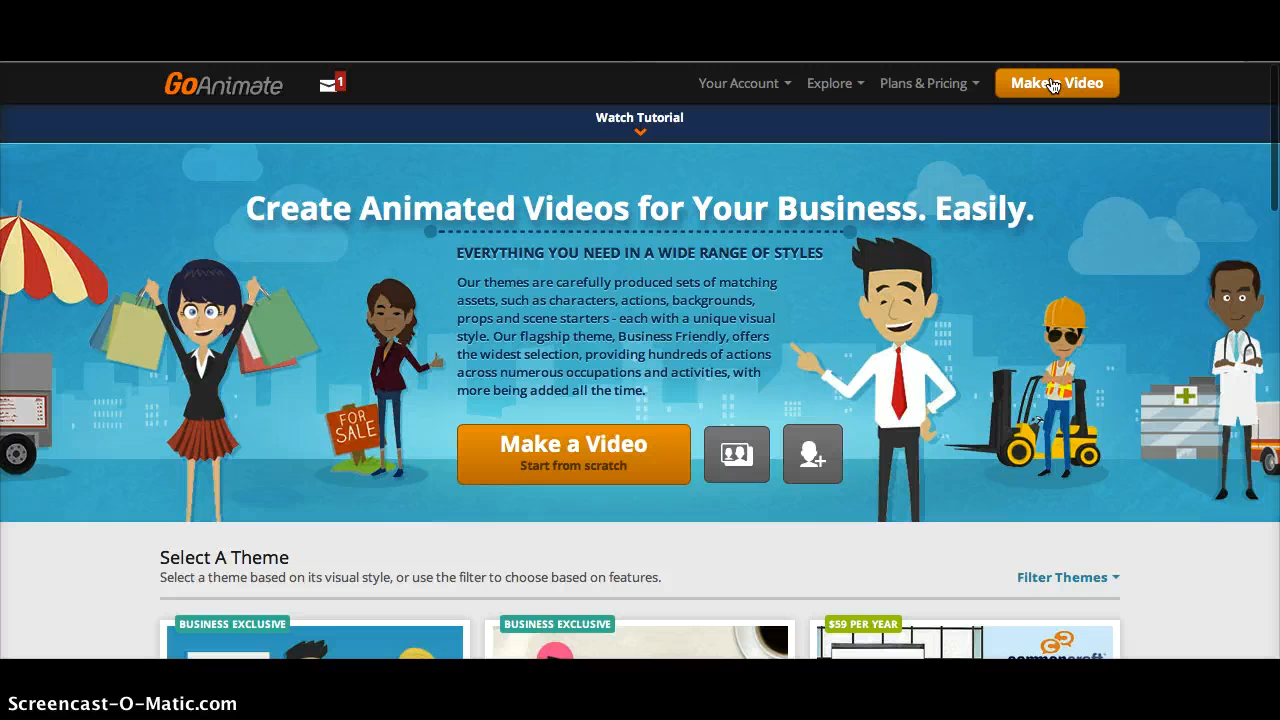 GoAnimate
1
Your Account
Explore
Plans & Pricing
Make a Video
Watch Tutorial
Create Animated Videos for Your Business. Easily.
EVERYTHING YOU NEED IN A WIDE RANGE OF STYLES
Our themes are carefully produced sets of matching
assets, such as characters, actions, backgrounds,
props and scene starters - each with a unique visual
style. Our flagship theme, Business Friendly, offers
the widest selection, providing hundreds of actions
across numerous occupations and activities, with
more being added all the time.
FOR
SALE
Make a Video
Start from scratch
Select A Theme
Select a theme based on its visual style, or use the filter to choose based on features.
Filter Themes
BUSINESS EXCLUSIVE
BUSINESS EXCLUSIVE
$59 PER YEAR
commoncraft
Screencast-O-Matic.com